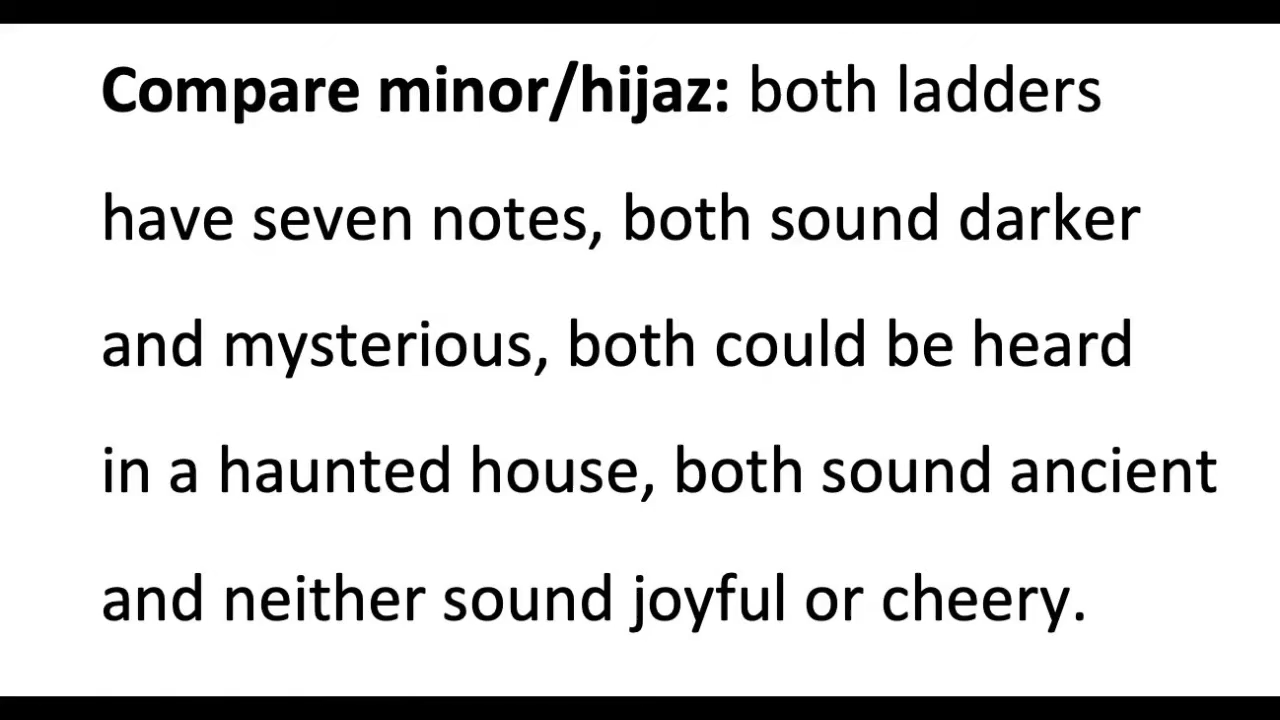 Compare minor/hijaz: both ladders
have seven notes, both sound darker
and mysterious, both could be heard
in a haunted house, both sound ancient
and neither sound joyful or cheery.